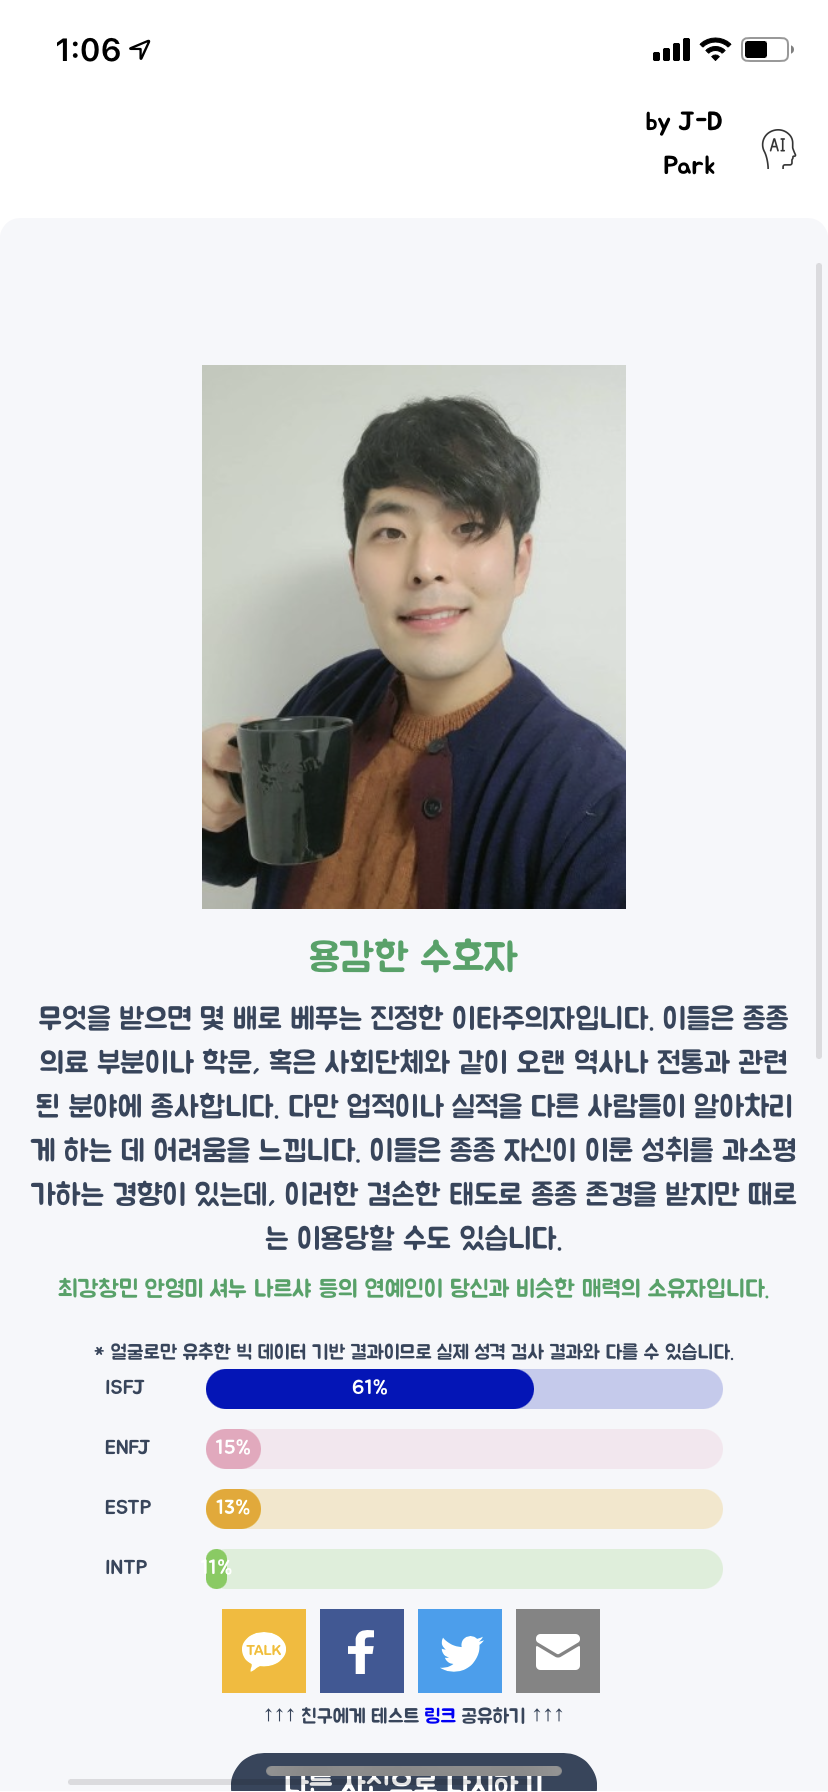 1:06
by J-D
Park
AI
용감한 수호자
무엇을 받으면 몇 배로 베푸는 진정한 이타주의자입니다. 이들은 종종
의료 부분이나 학문, 혹은 사회단체와 같이 오랜 역사나 전통과 관련
된 분야에 종사합니다. 다만 업적이나 실적을 다른 사람들이 알아차리
게 하는 데 어려움을 느낍니다. 이들은 종종 자신이 이룬 성취를 과소평
가하는 경향이 있는데, 이러한 겸손한 태도로 종종 존경을 받지만 때로
는 이용당할 수도 있습니다.
최강창민 안영미 셔누 나르샤 등의 연예인이 당신과 비슷한 매력의 소유자입니다.
* 얼굴로만 유추한 빅 데이터 기반 결과이므로 실제 성격 검사 결과와 다를 수 있습니다.
ISFJ 61%
ENFJ 15%
ESTP 13%
INTP 11%
TALK
↑↑↑ 친구에게 테스트 링크 공유하기 ↑↑↑
다른 사진으로 다시하기